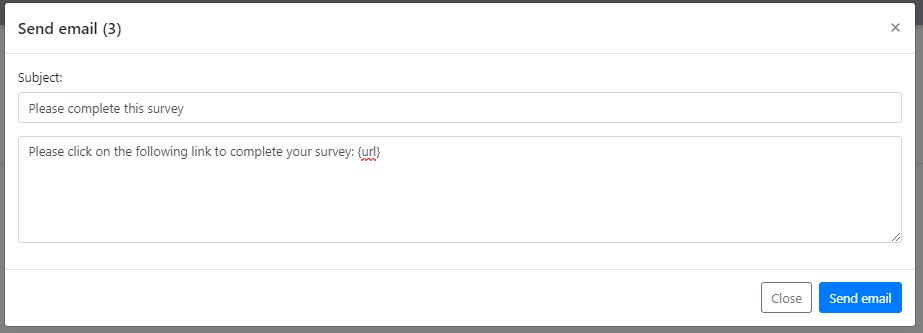 Send email (3)
×
Subject:
Please complete this survey
Please click on the following link to complete your survey: {url}
Close
Send email